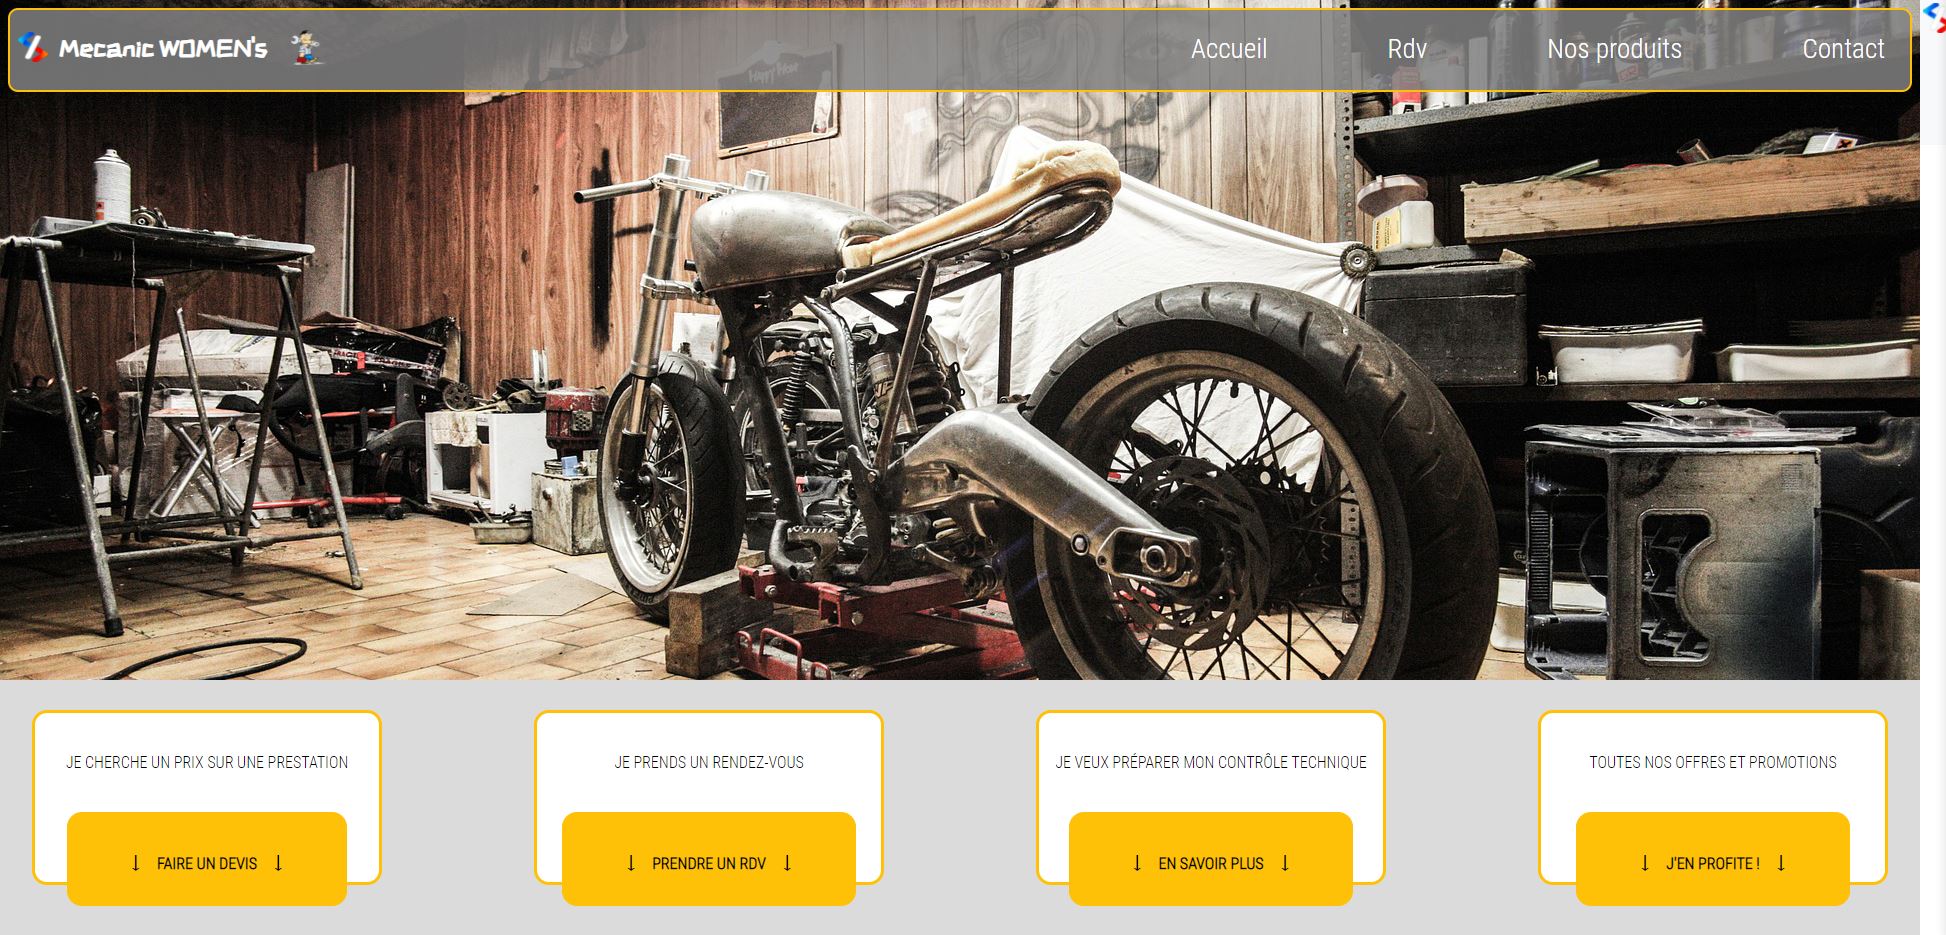 Mecanic WOMEN's
Accueil
Rdv
Nos produits
Contact
Happy Hose
JE CHERCHE UN PRIX SUR UNE PRESTATION
JE PRENDS UN RENDEZ-VOUS
JE VEUX PRÉPARER MON CONTRÔLE TECHNIQUE
TOUTES NOS OFFRES ET PROMOTIONS
↓ FAIRE UN DEVIS ↓
↓ PRENDRE UN RDV ↓
↓ EN SAVOIR PLUS ↓
↓ J'EN PROFITE ! ↓